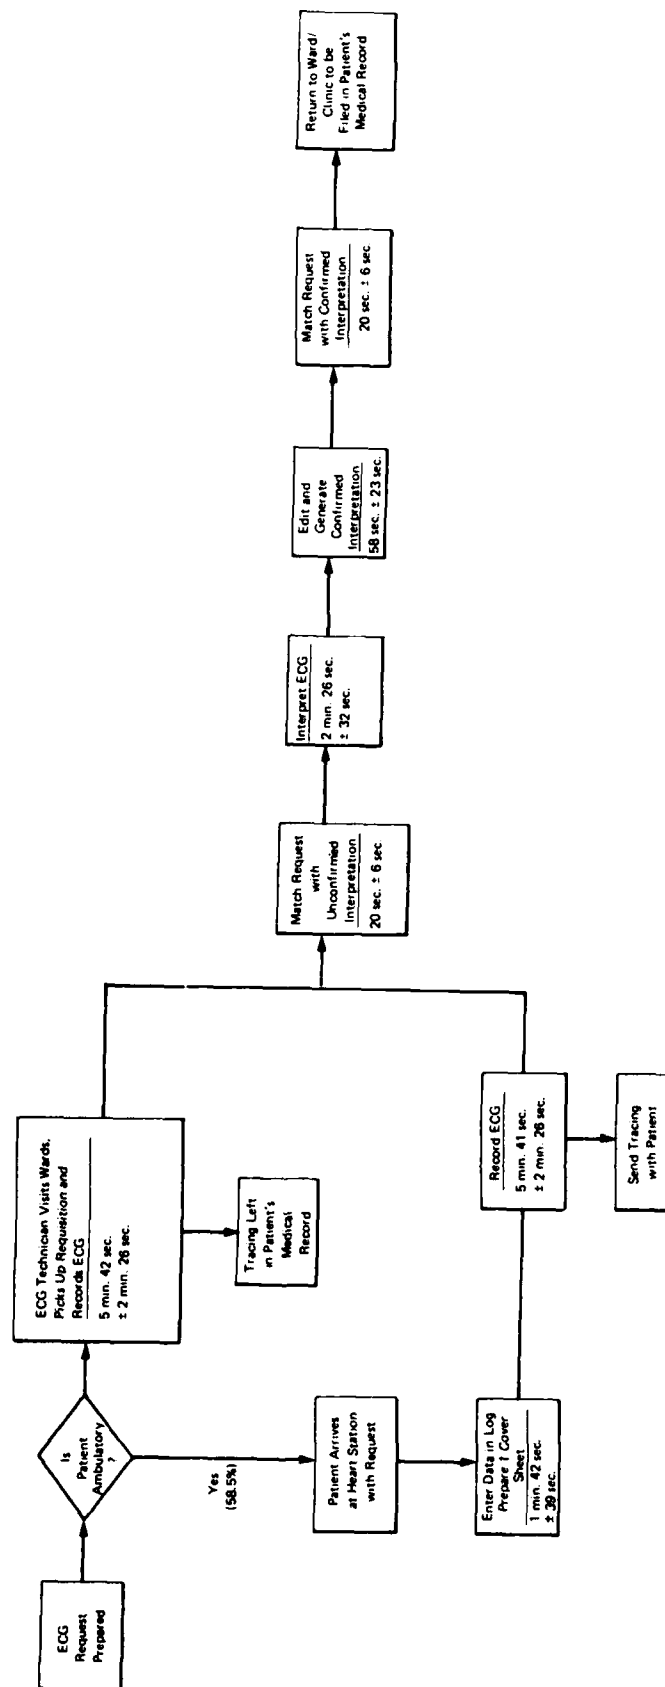 ECG
Request
Prepared
Is
Patient
Ambulatory
?
Yes
(58.5%)
ECG Technician Visits Wards,
Picks Up Requisition and
Records ECG
5 min. 42 sec.
± 2 min. 26 sec.
Tracing Left
in Patient's
Medical
Record
Patient Arrives
at Heart Station
with Request
Enter Data in Log
Prepare 1 Cover
Sheet
1 min. 42 sec.
± 39 sec.
Record ECG
5 min. 41 sec.
± 2 min. 26 sec.
Send Tracing
with Patient
Match Request
with
Unconfirmed
Interpretation
20 sec. ± 6 sec
Interpret ECG
2 min. 26 sec.
± 32 sec.
Edit and
Generate
Confirmed
Interpretation
58 sec. ± 23 sec.
Match Request
with Confirmed
Interpretation
20 sec. ± 6 sec
Return to Ward/
Clinic to be
Filed in Patient's
Medical Record